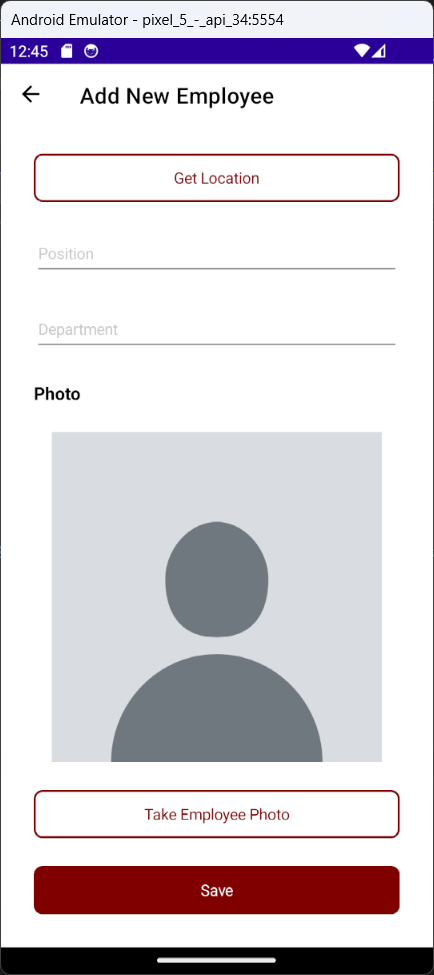 Android Emulator - pixel_5_-_api_34:5554
12:45
Add New Employee
Get Location
Position
Department
Photo
Take Employee Photo
Save